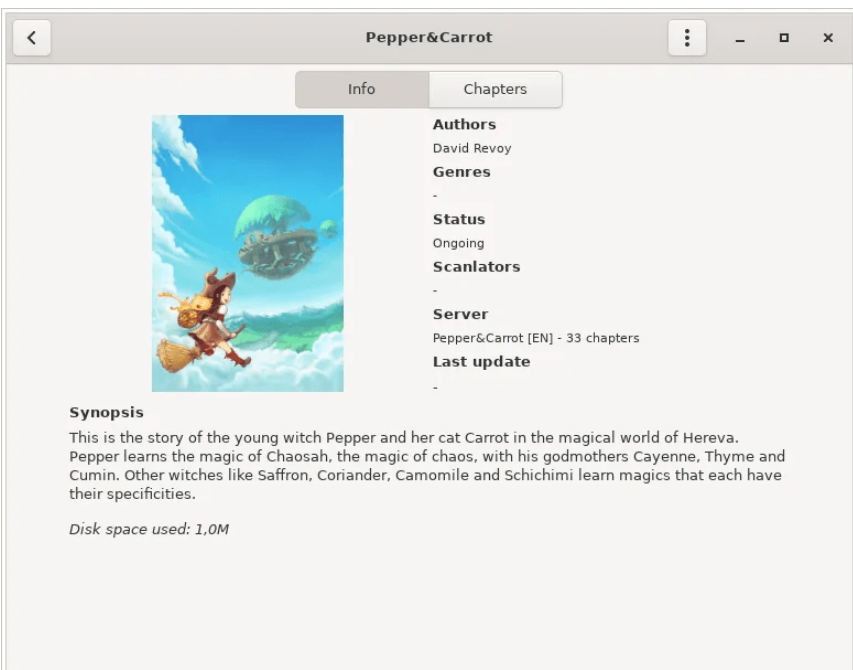 Pepper&Carrot
Info
Chapters
Authors
David Revoy
Genres
-
Status
Ongoing
Scanlators
-
Server
Pepper&Carrot [EN] - 33 chapters
Last update
-
Synopsis
This is the story of the young witch Pepper and her cat Carrot in the magical world of Hereva.
Pepper learns the magic of Chaosah, the magic of chaos, with his godmothers Cayenne, Thyme and
Cumin. Other witches like Saffron, Coriander, Camomile and Schichimi learn magics that each have
their specificities.
Disk space used: 1,0M